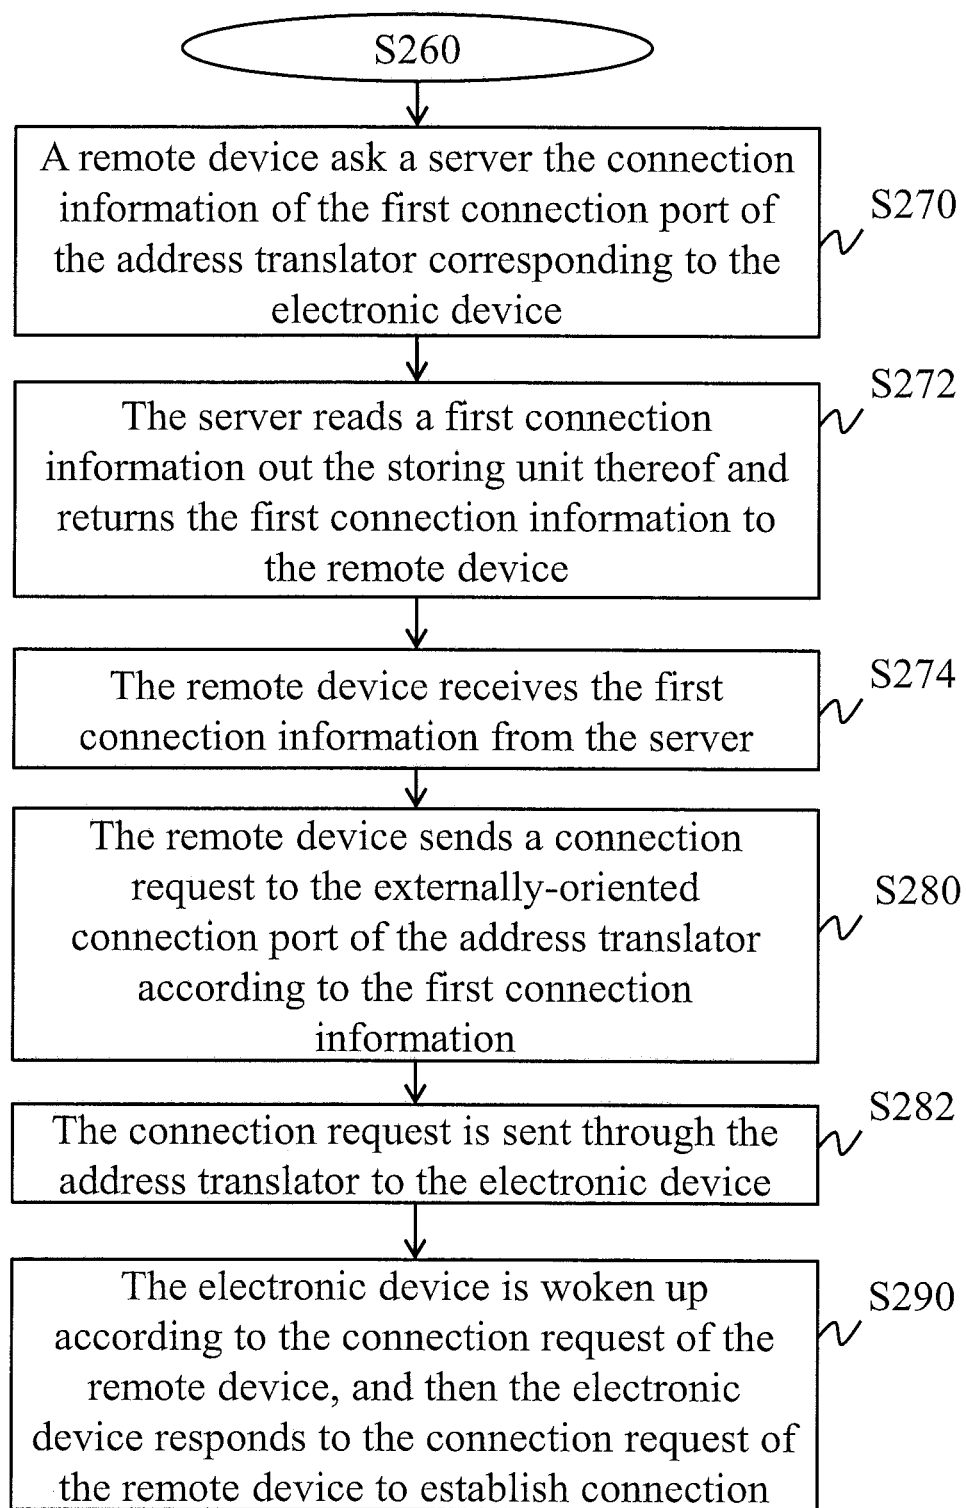 S260
A remote device ask a server the connection
information of the first connection port of
the address translator corresponding to the
electronic device
S270
The server reads a first connection
information out the storing unit thereof and
returns the first connection information to
the remote device
S272
The remote device receives the first
connection information from the server
S274
The remote device sends a connection
request to the externally-oriented
connection port of the address translator
according to the first connection
information
S280
The connection request is sent through the
address translator to the electronic device
S282
The electronic device is woken up
according to the connection request of the
remote device, and then the electronic
device responds to the connection request of
the remote device to establish connection
S290